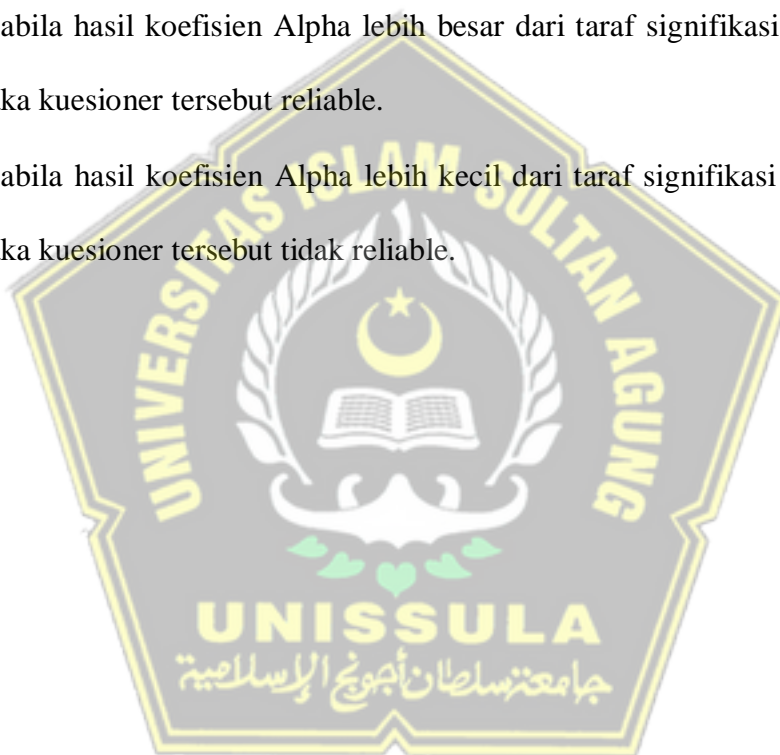 abila hasil koefisien Alpha lebih besar dari taraf signifikasi
ka kuesioner tersebut reliable.
abila hasil koefisien Alpha lebih kecil dari taraf signifikasi
ka kuesioner tersebut tidak reliable.
UNIVERSITAS ISLAM SULTAN AGUNG
UNISSULA
جامعة سلطان أجونج الإسلامية